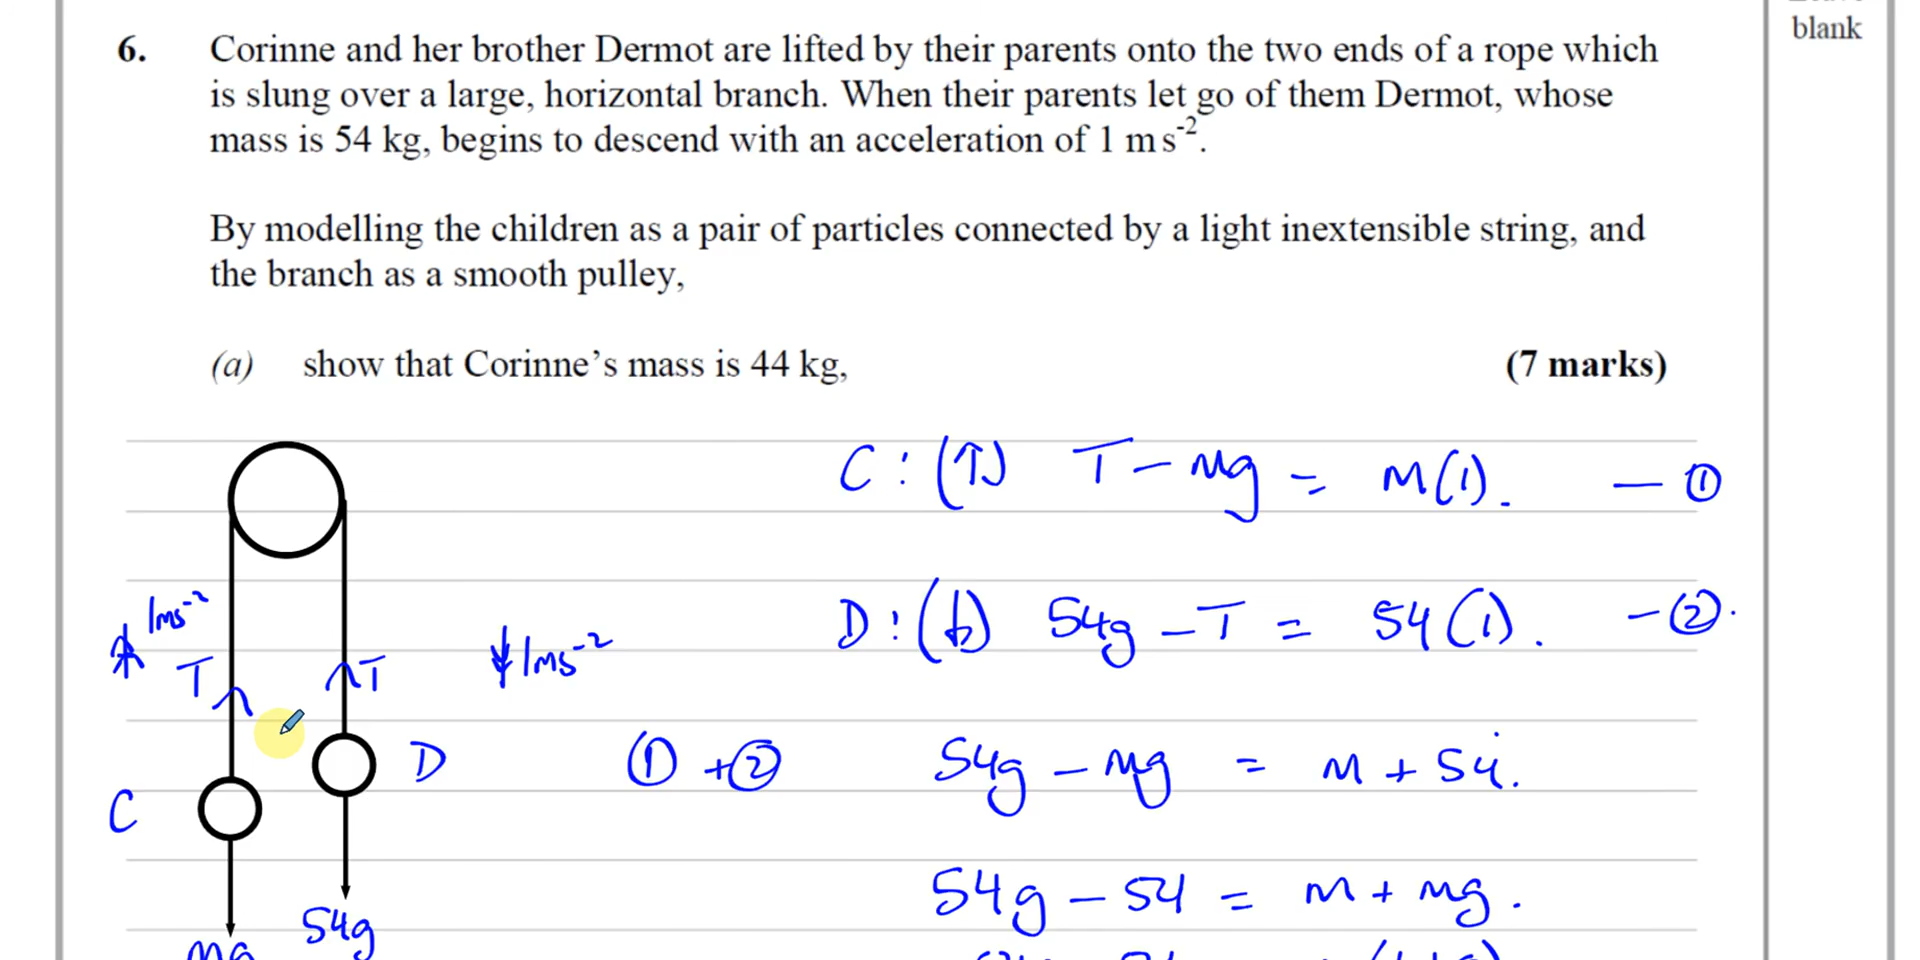 blank
6. Corinne and her brother Dermot are lifted by their parents onto the two ends of a rope which
is slung over a large, horizontal branch. When their parents let go of them Dermot, whose
mass is 54 kg, begins to descend with an acceleration of 1 m s⁻².
By modelling the children as a pair of particles connected by a light inextensible string, and
the branch as a smooth pulley,
(a) show that Corinne's mass is 44 kg, (7 marks)
C: (↑) T - mg = m(1). - ①
D: (↓) 54g - T = 54(1). - ②.
1ms⁻²
T
T
↓ 1ms⁻²
① + ② 54g - mg = m + 54.
D
C
54g - 54 = m + mg.
54g
mg